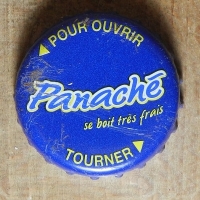 POUR OUVRIR
Panaché
se boit très frais
TOURNER